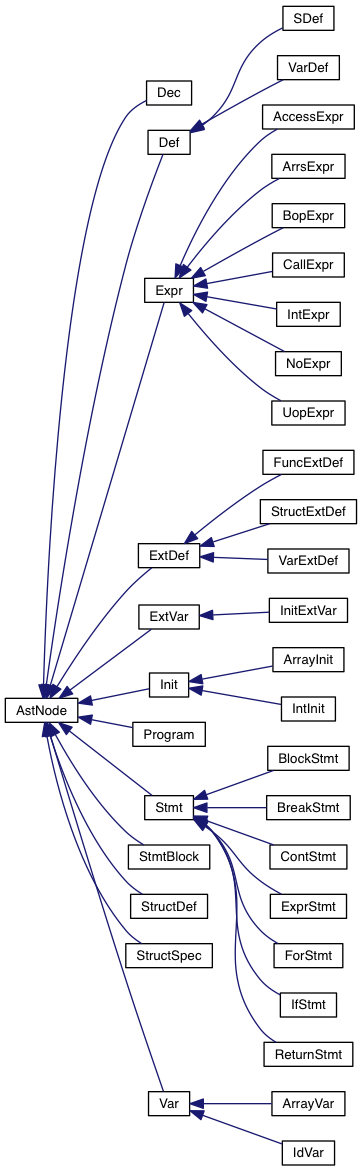 SDef
VarDef
Dec
AccessExpr
Def
ArrsExpr
BopExpr
CallExpr
Expr
IntExpr
NoExpr
UopExpr
FuncExtDef
StructExtDef
ExtDef
VarExtDef
InitExtVar
ExtVar
ArrayInit
Init
IntInit
AstNode
Program
BlockStmt
Stmt
BreakStmt
StmtBlock
ContStmt
StructDef
ExprStmt
StructSpec
ForStmt
IfStmt
ReturnStmt
Var
ArrayVar
IdVar